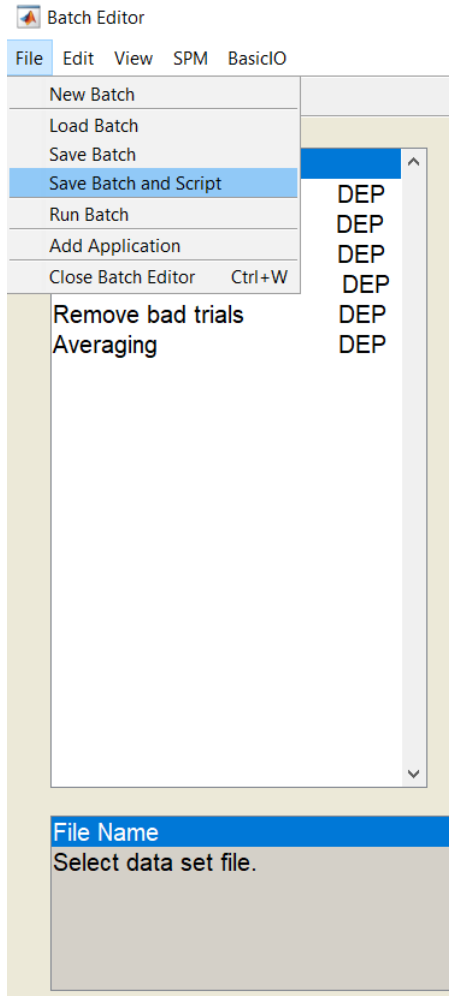 Batch Editor
File Edit View SPM BasicIO
New Batch
Load Batch
Save Batch
Save Batch and Script
Run Batch
Add Application
Close Batch Editor Ctrl+W
DEP
DEP
DEP
DEP
Remove bad trials DEP
Averaging DEP
File Name
Select data set file.